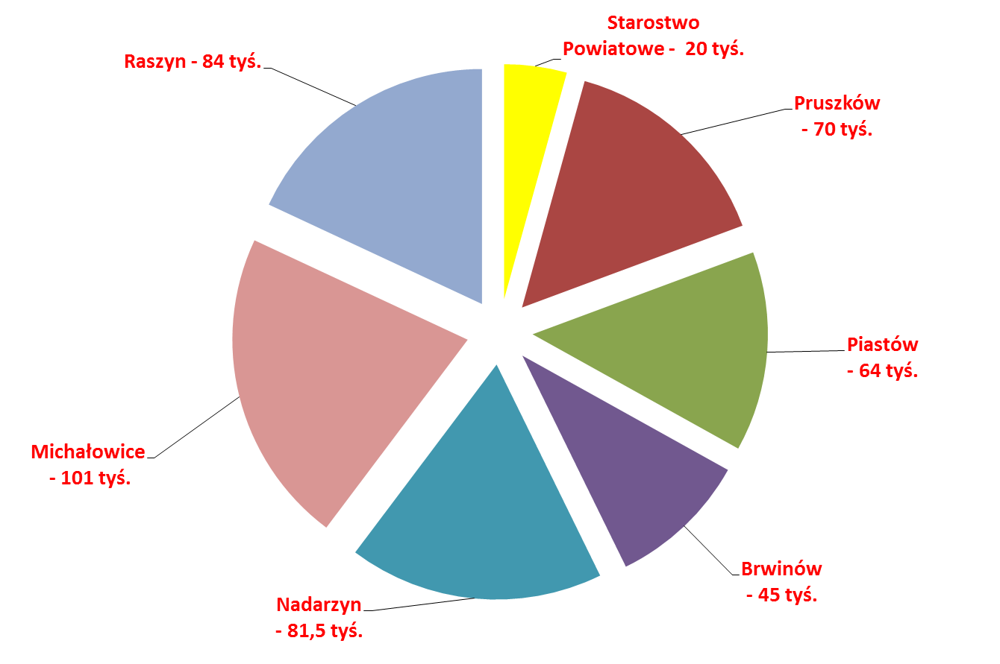 Starostwo
Powiatowe -  20 tyś.
Raszyn - 84 tyś.
Pruszków
- 70 tyś.
Piastów
- 64 tyś.
Michałowice
- 101 tyś.
Brwinów
- 45 tyś.
Nadarzyn
- 81,5 tyś.